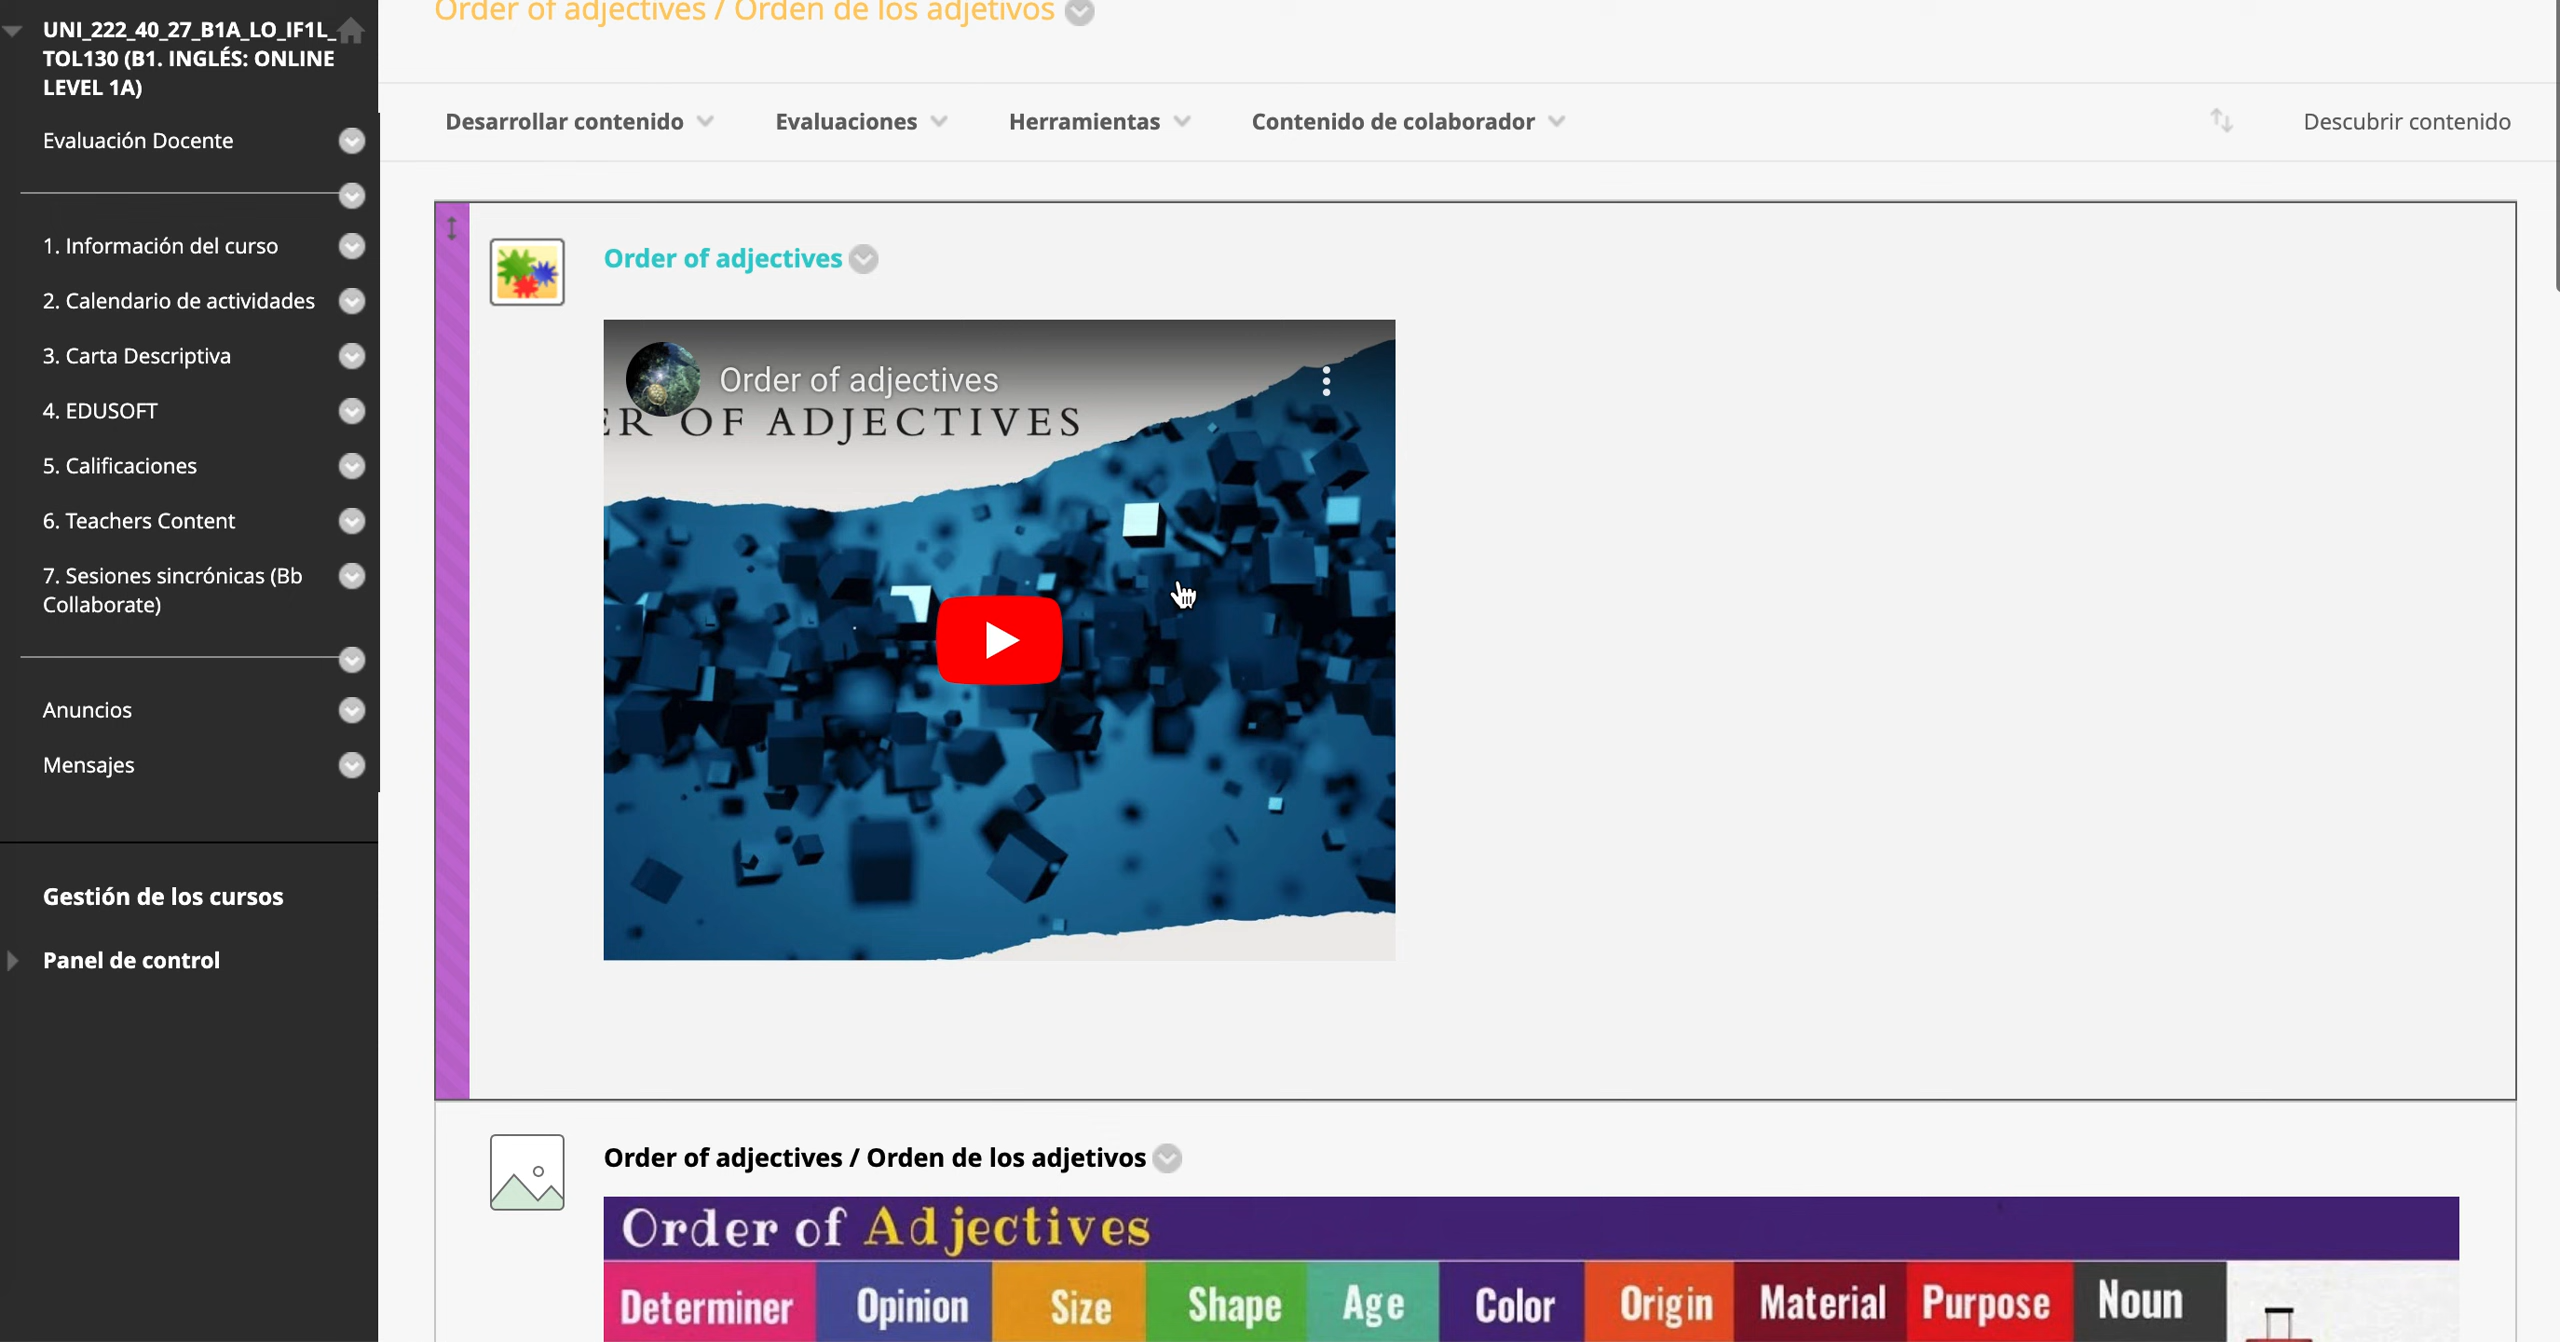 UNI_222_40_27_B1A_LO_IF1L_
TOL130 (B1. INGLÉS: ONLINE
LEVEL 1A)
Evaluación Docente
1. Información del curso
2. Calendario de actividades
3. Carta Descriptiva
4. EDUSOFT
5. Calificaciones
6. Teachers Content
7. Sesiones sincrónicas (Bb
Collaborate)
Anuncios
Mensajes
Gestión de los cursos
Panel de control
Order of adjectives / Orden de los adjetivos
Desarrollar contenido Evaluaciones Herramientas Contenido de colaborador Descubrir contenido
Order of adjectives
Order of adjectives
ER OF ADJECTIVES
Order of adjectives / Orden de los adjetivos
Order of Adjectives
Determiner Opinion Size Shape Age Color Origin Material Purpose Noun